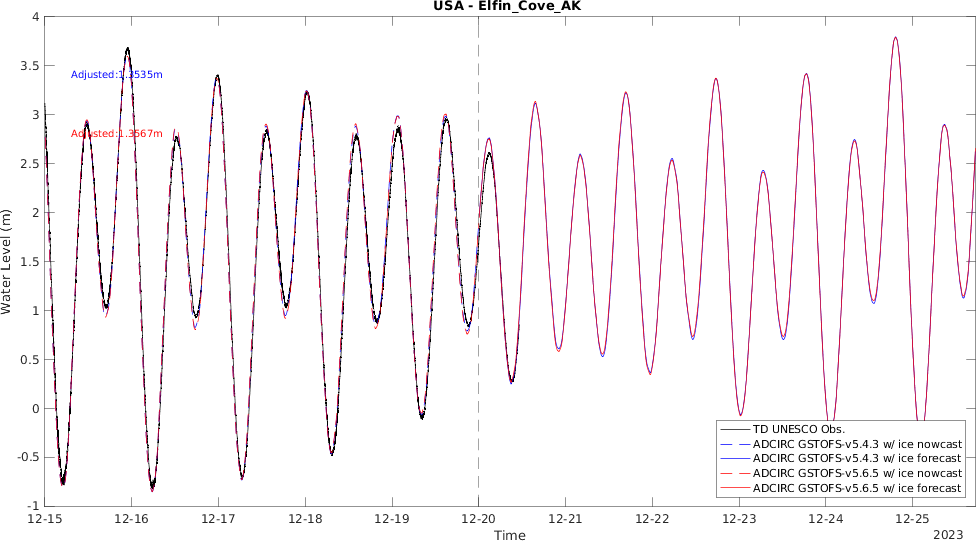 USA - Elfin_Cove_AK
4
3.5
3
2.5
2
1.5
1
0.5
0
-0.5
-1
Water Level (m)
Adjusted:1.3535m
Adjusted:1.3567m
TD UNESCO Obs.
ADCIRC GSTOFS-v5.4.3 w/ ice nowcast
ADCIRC GSTOFS-v5.4.3 w/ ice forecast
ADCIRC GSTOFS-v5.6.5 w/ ice nowcast
ADCIRC GSTOFS-v5.6.5 w/ ice forecast
12-15 12-16 12-17 12-18 12-19 12-20 12-21 12-22 12-23 12-24 12-25
Time
2023